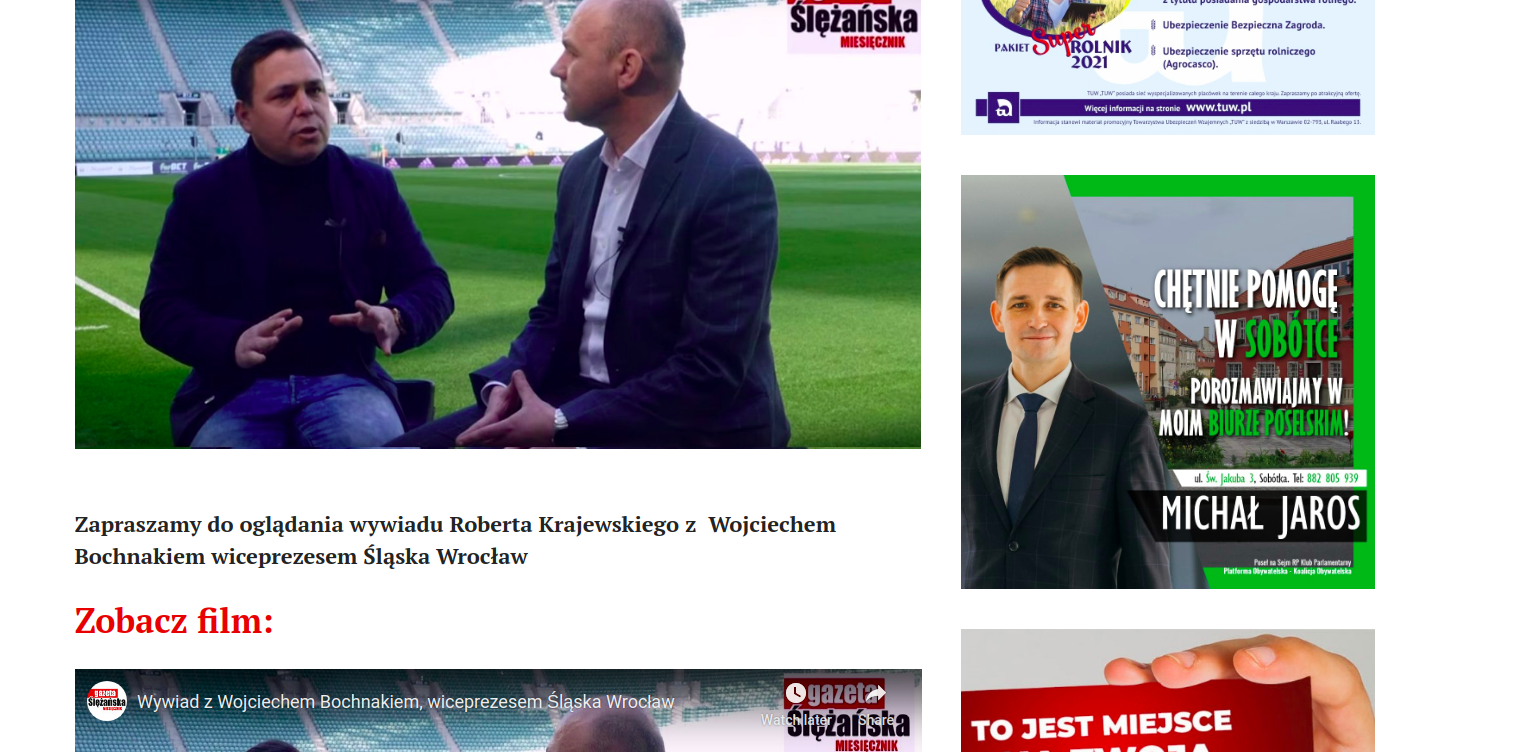 Ślężańska
MIESIĘCZNIK
forBET
Zapraszamy do oglądania wywiadu Roberta Krajewskiego z Wojciechem
Bochnakiem wiceprezesem Śląska Wrocław
Zobacz film:
gazeta
Ślężańska
MIESIĘCZNIK
Wywiad z Wojciechem Bochnakiem, wiceprezesem Śląska Wrocław
Watch later
Share
gazeta
Ślężańska
MIESIĘCZNIK
z tytułu posiadania gospodarstwa rolnego.
Ubezpieczenie Bezpieczna Zagroda.
Ubezpieczenie sprzętu rolniczego
(Agrocasco).
PAKIET Super ROLNIK
2021
TUW „TUW” posiada sieć wyspecjalizowanych placówek na terenie całego kraju. Zapraszamy po atrakcyjną ofertę.
Więcej informacji na stronie www.tuw.pl
Informacja stanowi materiał promocyjny Towarzystwa Ubezpieczeń Wzajemnych „TUW” z siedzibą w Warszawie 02-793, ul. Raabego 13.
CHĘTNIE POMOGĘ
W SOBÓTCE
POROZMAWIAJMY W
MOIM BIURZE POSELSKIM!
ul. Św. Jakuba 3, Sobótka. Tel: 882 805 939
MICHAŁ JAROS
Poseł na Sejm RP Klub Parlamentarny
Platforma Obywatelska - Koalicja Obywatelska
TO JEST MIEJSCE